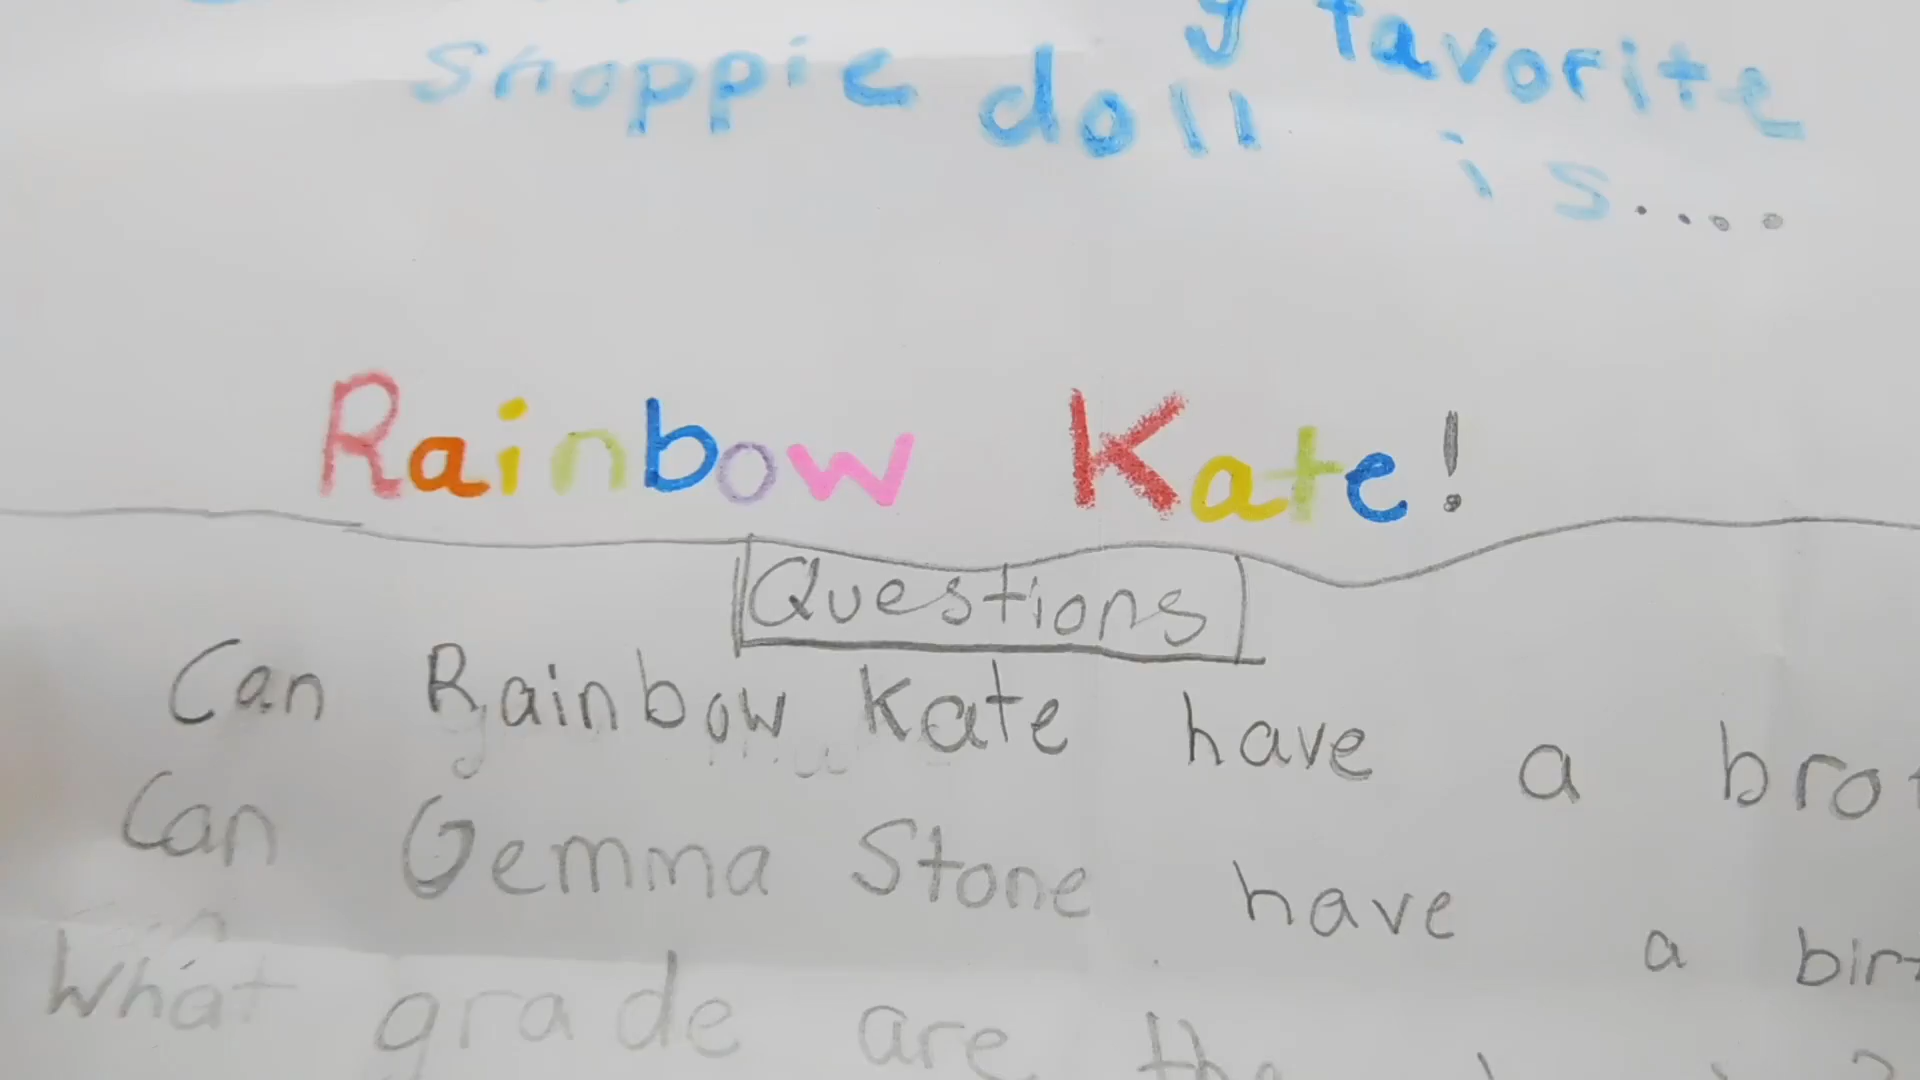 y favorite
Shoppie doll is....
Rainbow Kate!
Questions
Can Rainbow Kate have a bro
Can Gemma Stone have a bir
What grade are the